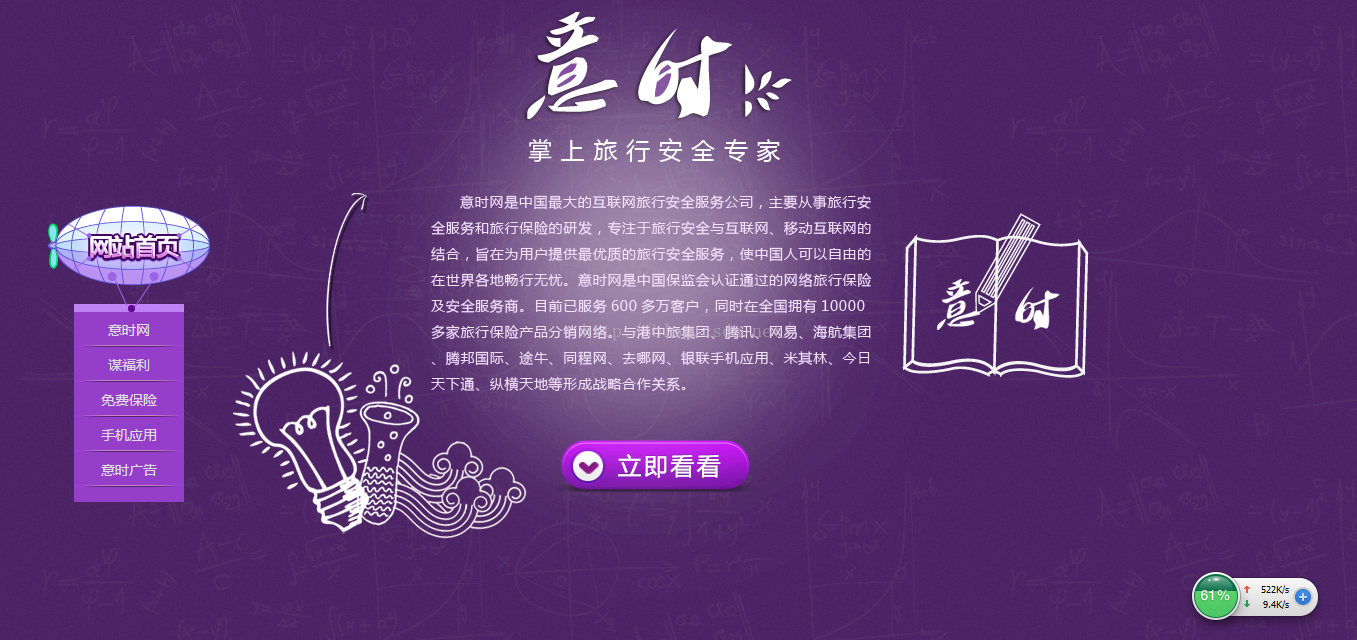 意时
掌上旅行安全专家
意时网是中国最大的互联网旅行安全服务公司，主要从事旅行安
全服务和旅行保险的研发，专注于旅行安全与互联网、移动互联网的
结合，旨在为用户提供最优质的旅行安全服务，使中国人可以自由的
在世界各地畅行无忧。意时网是中国保监会认证通过的网络旅行保险
及安全服务商。目前已服务 600 多万客户，同时在全国拥有 10000
多家旅行保险产品分销网络。与港中旅集团、腾讯、网易、海航集团
、腾邦国际、途牛、同程网、去哪网、银联手机应用、米其林、今日
天下通、纵横天地等形成战略合作关系。
网站首页
意时网
谋福利
免费保险
手机应用
意时广告
意时
立即看看
61%
522K/s
9.4K/s